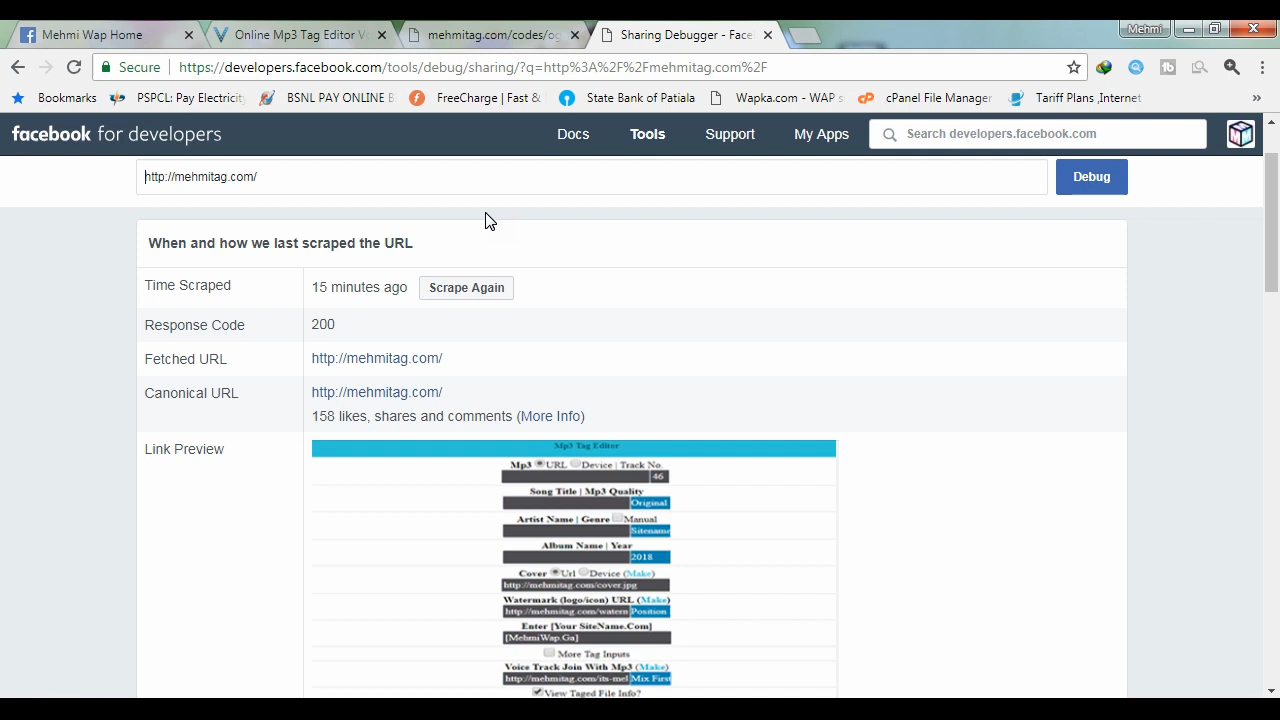 Mehmi Wap Home
Online Mp3 Tag Editor V
mehmitag.com/codes/og
Sharing Debugger - Face
Mehmi
Secure
https://developers.facebook.com/tools/debug/sharing/?q=http%3A%2F%2Fmehmitag.com%2F
Bookmarks
PSPCL: Pay Electricity
BSNL PAY ONLINE B
FreeCharge | Fast &
State Bank of Patiala
Wapka.com - WAP s
cPanel File Manager
Tariff Plans ,Internet
»
facebook for developers
Docs
Tools
Support
My Apps
Search developers.facebook.com
http://mehmitag.com/
Debug
When and how we last scraped the URL
Time Scraped
15 minutes ago
Scrape Again
Response Code
200
Fetched URL
http://mehmitag.com/
Canonical URL
http://mehmitag.com/
158 likes, shares and comments (More Info)
Link Preview
Mp3 Tag Editor
Mp3 URL Device | Track No.
46
Song Title | Mp3 Quality
Original
Artist Name | Genre Manual
Sitename
Album Name | Year
2018
Cover Url Device (Make)
http://mehmitag.com/cover.jpg
Watermark (logo/icon) URL (Make)
http://mehmitag.com/watern Position
Enter [Your SiteName.Com]
[MehmiWap.Ga]
More Tag Inputs
Voice Track Join With Mp3 (Make)
http://mehmitag.com/its-mel Mix First
View Taged File Info?